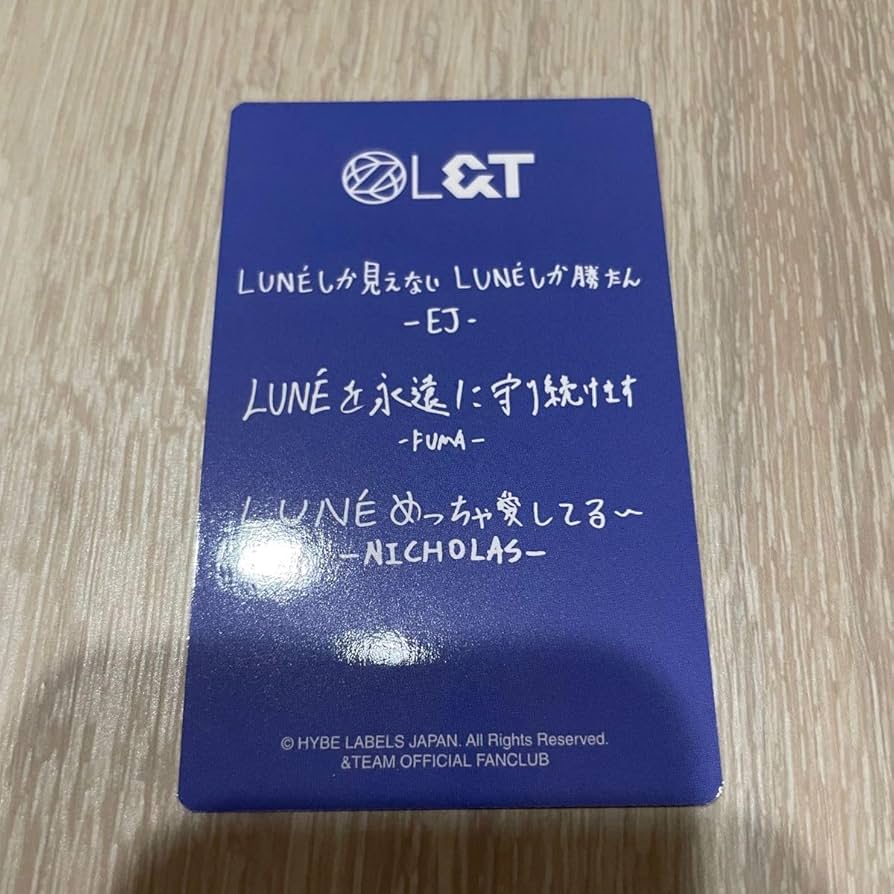 L&T
LUNÉしか見えない LUNÉしか勝たん
-EJ-
LUNÉを永遠に守り続けます
-FUMA-
LUNÉめっちゃ愛してる~
-NICHOLAS-
© HYBE LABELS JAPAN. All Rights Reserved.
&TEAM OFFICIAL FANCLUB